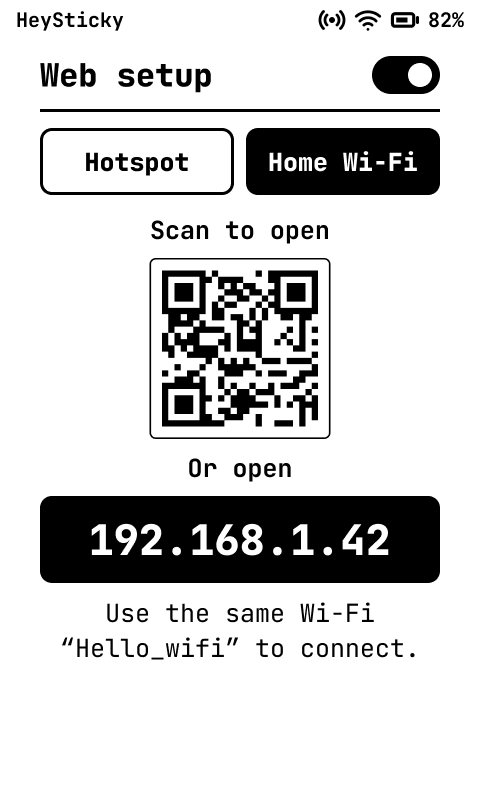 HeySticky 82%
Web setup
Hotspot Home Wi-Fi
Scan to open
Or open
192.168.1.42
Use the same Wi-Fi
“Hello_wifi” to connect.